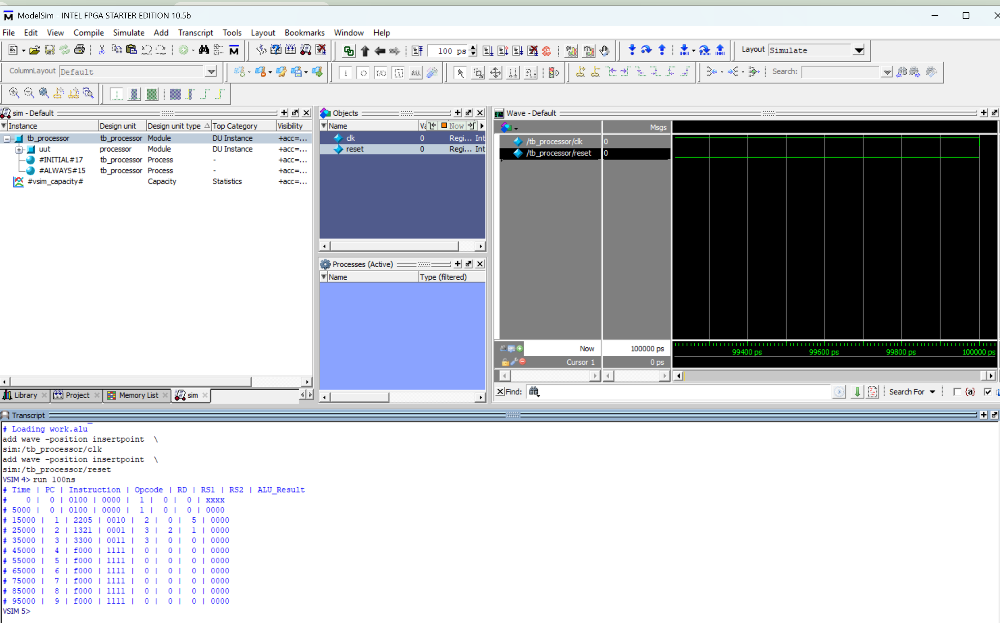 ModelSim - INTEL FPGA STARTER EDITION 10.5b
File Edit View Compile Simulate Add Transcript Tools Layout Bookmarks Window Help
100 ps
Layout Simulate
ColumnLayout Default
Search:
sim - Default
Instance Design unit Design unit type Top Category Visibility
tb_processor tb_processor Module DU Instance +acc=...
uut processor Module DU Instance +acc=...
#INITIAL#17 tb_processor Process - +acc=...
#ALWAYS#15 tb_processor Process - +acc=...
#vsim_capacity# Capacity Statistics +acc=...
Library Project Memory List sim
Objects
Name Now
clk 0 Regi... Int
reset 0 Regi... Int
Processes (Active)
Name Type (filtered)
Wave - Default
Msgs
/tb_processor/clk 0
/tb_processor/reset 0
Now 100000 ps
Cursor 1 0 ps
99400 ps 99600 ps 99800 ps 100000 ps
Find: Search For {a}
Transcript
# Loading work.alu
add wave -position insertpoint \
sim:/tb_processor/clk
add wave -position insertpoint \
sim:/tb_processor/reset
VSIM 4> run 100ns
# Time | PC | Instruction | Opcode | RD | RS1 | RS2 | ALU_Result
# 0 | 0 | 0100 | 0000 | 1 | 0 | 0 | xxxx
# 5000 | 0 | 0100 | 0000 | 1 | 0 | 0 | 0000
# 15000 | 1 | 2205 | 0010 | 2 | 0 | 5 | 0000
# 25000 | 2 | 1321 | 0001 | 3 | 2 | 1 | 0000
# 35000 | 3 | 3300 | 0011 | 3 | 0 | 0 | 0000
# 45000 | 4 | f000 | 1111 | 0 | 0 | 0 | 0000
# 55000 | 5 | f000 | 1111 | 0 | 0 | 0 | 0000
# 65000 | 6 | f000 | 1111 | 0 | 0 | 0 | 0000
# 75000 | 7 | f000 | 1111 | 0 | 0 | 0 | 0000
# 85000 | 8 | f000 | 1111 | 0 | 0 | 0 | 0000
# 95000 | 9 | f000 | 1111 | 0 | 0 | 0 | 0000
VSIM 5>